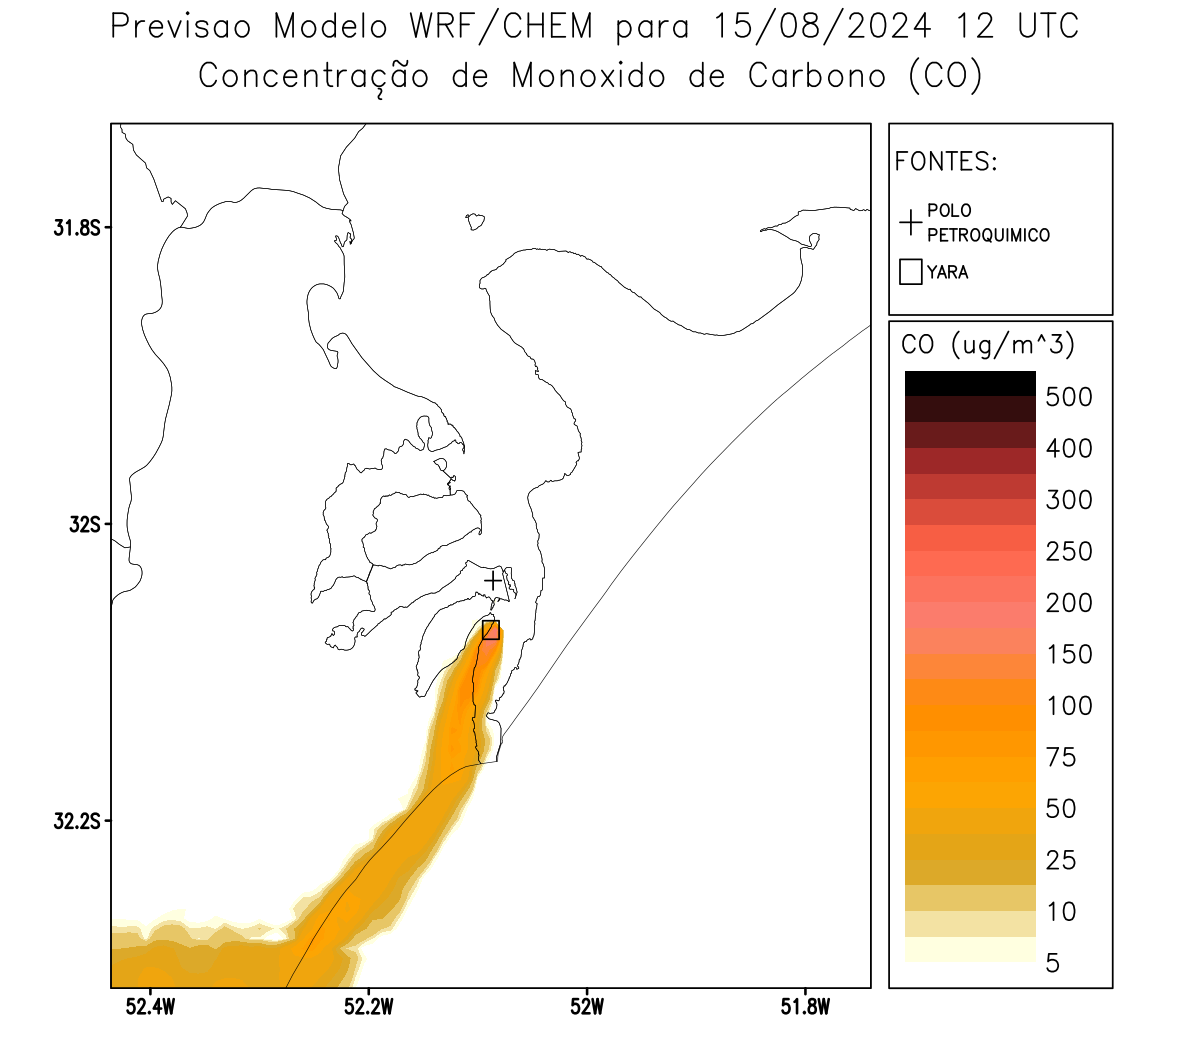 Previsao Modelo WRF/CHEM para 15/08/2024 12 UTC
Concentração de Monoxido de Carbono (CO)
FONTES:
POLO
PETROQUIMICO
YARA
CO (ug/m^3)
500
400
300
250
200
150
100
75
50
25
10
5
31.8S
32S
32.2S
52.4W
52.2W
52W
51.8W